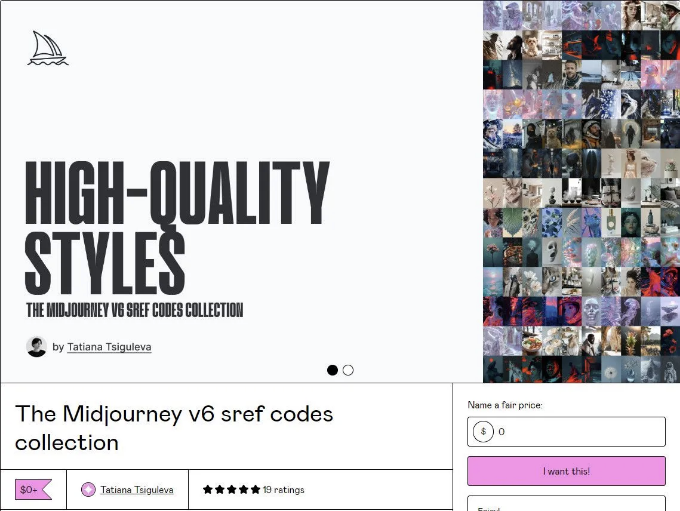 HIGH-QUALITY
STYLES
THE MIDJOURNEY V6 SREF CODES COLLECTION
by Tatiana Tsiguleva
The Midjourney v6 sref codes
collection
$0+
Tatiana Tsiguleva
19 ratings
Name a fair price:
$ 0
I want this!